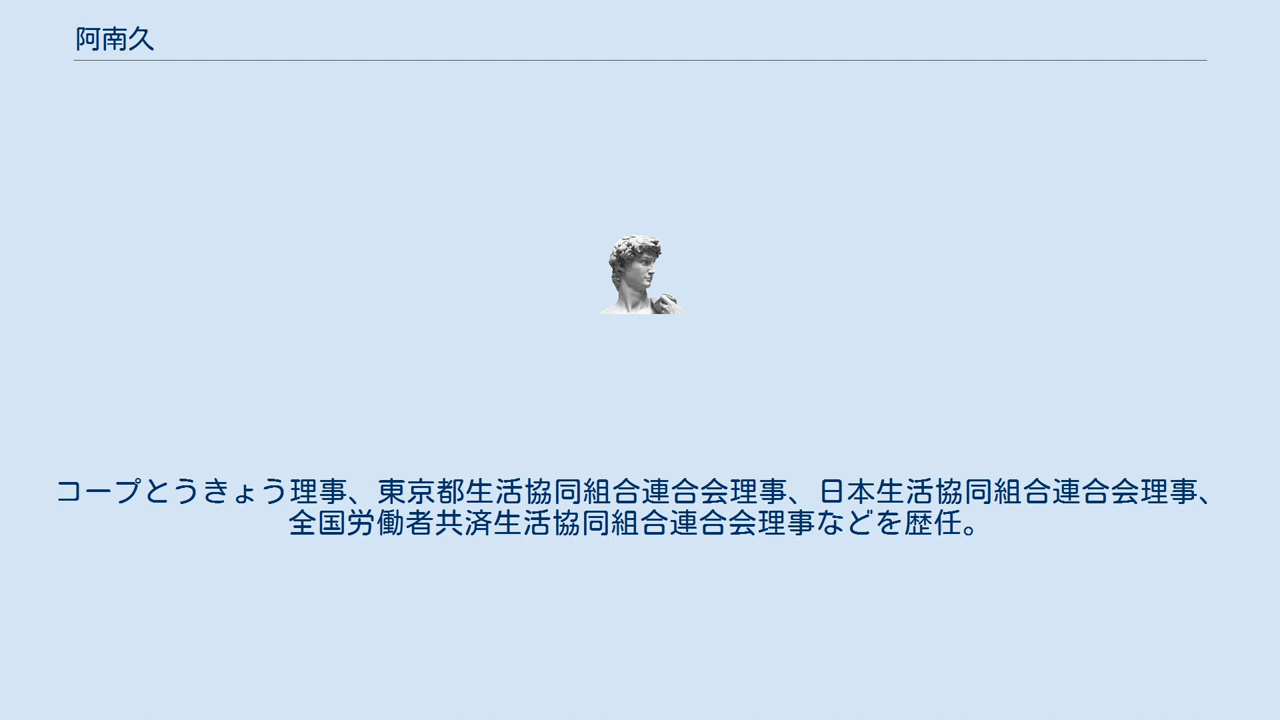 阿南久
コープとうきょう理事、東京都生活協同組合連合会理事、日本生活協同組合連合会理事、
全国労働者共済生活協同組合連合会理事などを歴任。